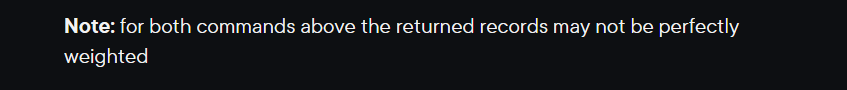 Note: for both commands above the returned records may not be perfectly
weighted